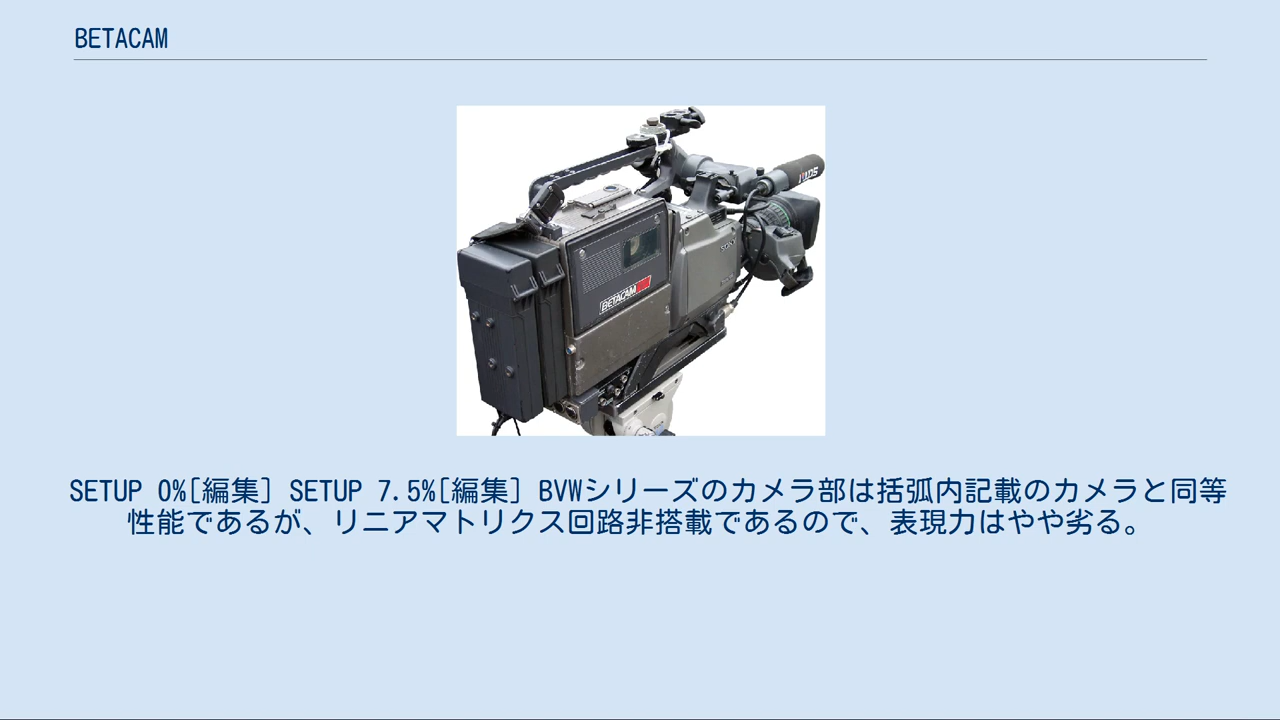 BETACAM
SONY
BETACAM
SETUP 0%[編集] SETUP 7.5%[編集] BVWシリーズのカメラ部は括弧内記載のカメラと同等
性能であるが、リニアマトリクス回路非搭載であるので、表現力はやや劣る。